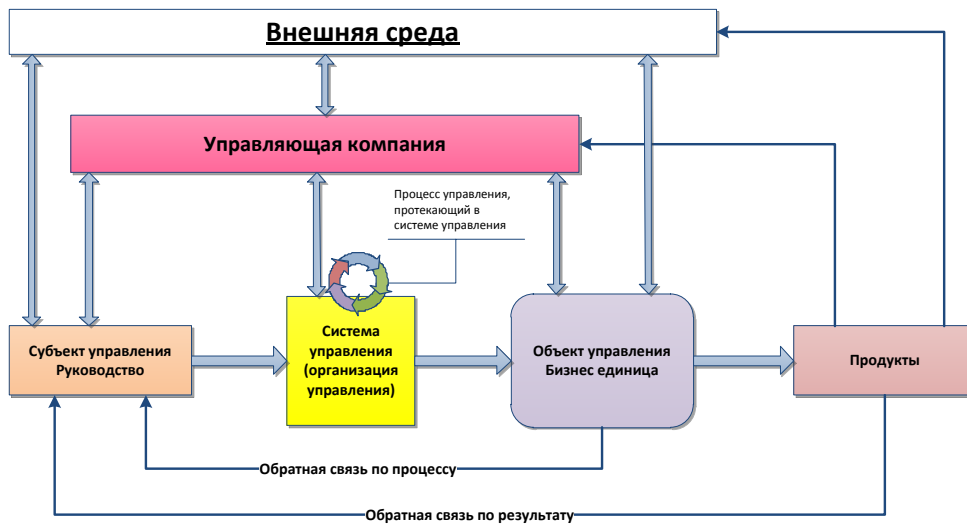 Внешняя среда
Управляющая компания
Процесс управления,
протекающий в
системе управления
Субъект управления
Руководство
Система
управления
(организация
управления)
Объект управления
Бизнес единица
Продукты
Обратная связь по процессу
Обратная связь по результату